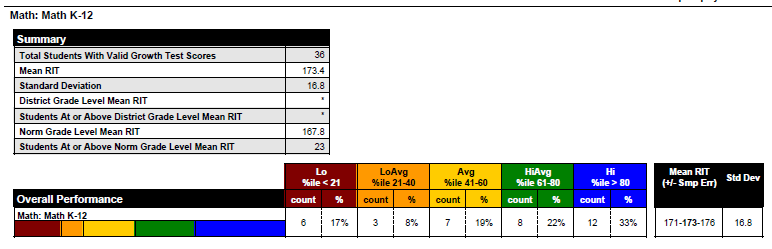 Math: Math K-12
Summary
Total Students With Valid Growth Test Scores 36
Mean RIT 173.4
Standard Deviation 16.8
District Grade Level Mean RIT *
Students At or Above District Grade Level Mean RIT *
Norm Grade Level Mean RIT 167.8
Students At or Above Norm Grade Level Mean RIT 23
Lo LoAvg Avg HiAvg Hi Mean RIT
%ile < 21 %ile 21-40 %ile 41-60 %ile 61-80 %ile > 80 (+/- Smp Err) Std Dev
Overall Performance count % count % count % count % count %
Math: Math K-12
6 17% 3 8% 7 19% 8 22% 12 33% 171-173-176 16.8